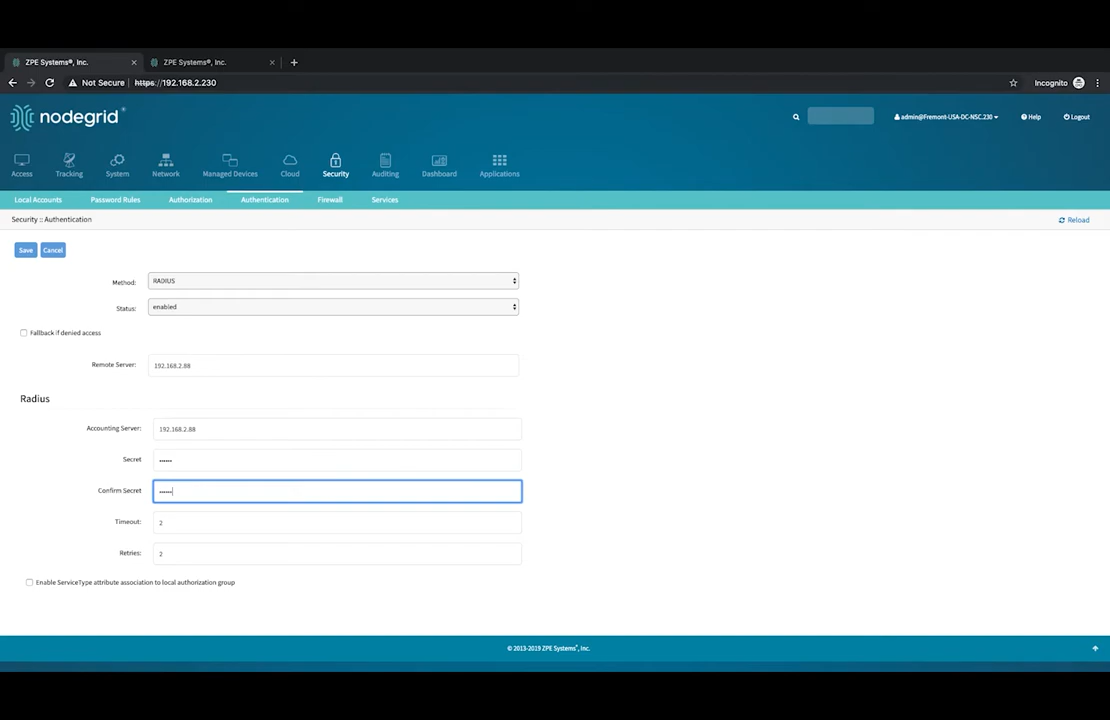 ZPE Systems®, Inc. ZPE Systems®, Inc.
Not Secure https://192.168.2.230 Incognito
nodegrid® admin@Fremont-USA-DC-NSC.230 Help Logout
Access Tracking System Network Managed Devices Cloud Security Auditing Dashboard Applications
Local Accounts Password Rules Authorization Authentication Firewall Services
Security :: Authentication Reload
Save Cancel
Method: RADIUS
Status: enabled
Fallback if denied access
Remote Server: 192.168.2.88
Radius
Accounting Server: 192.168.2.88
Secret ••••••
Confirm Secret ••••••
Timeout: 2
Retries: 2
Enable ServiceType attribute association to local authorization group
© 2013-2019 ZPE Systems®, Inc.